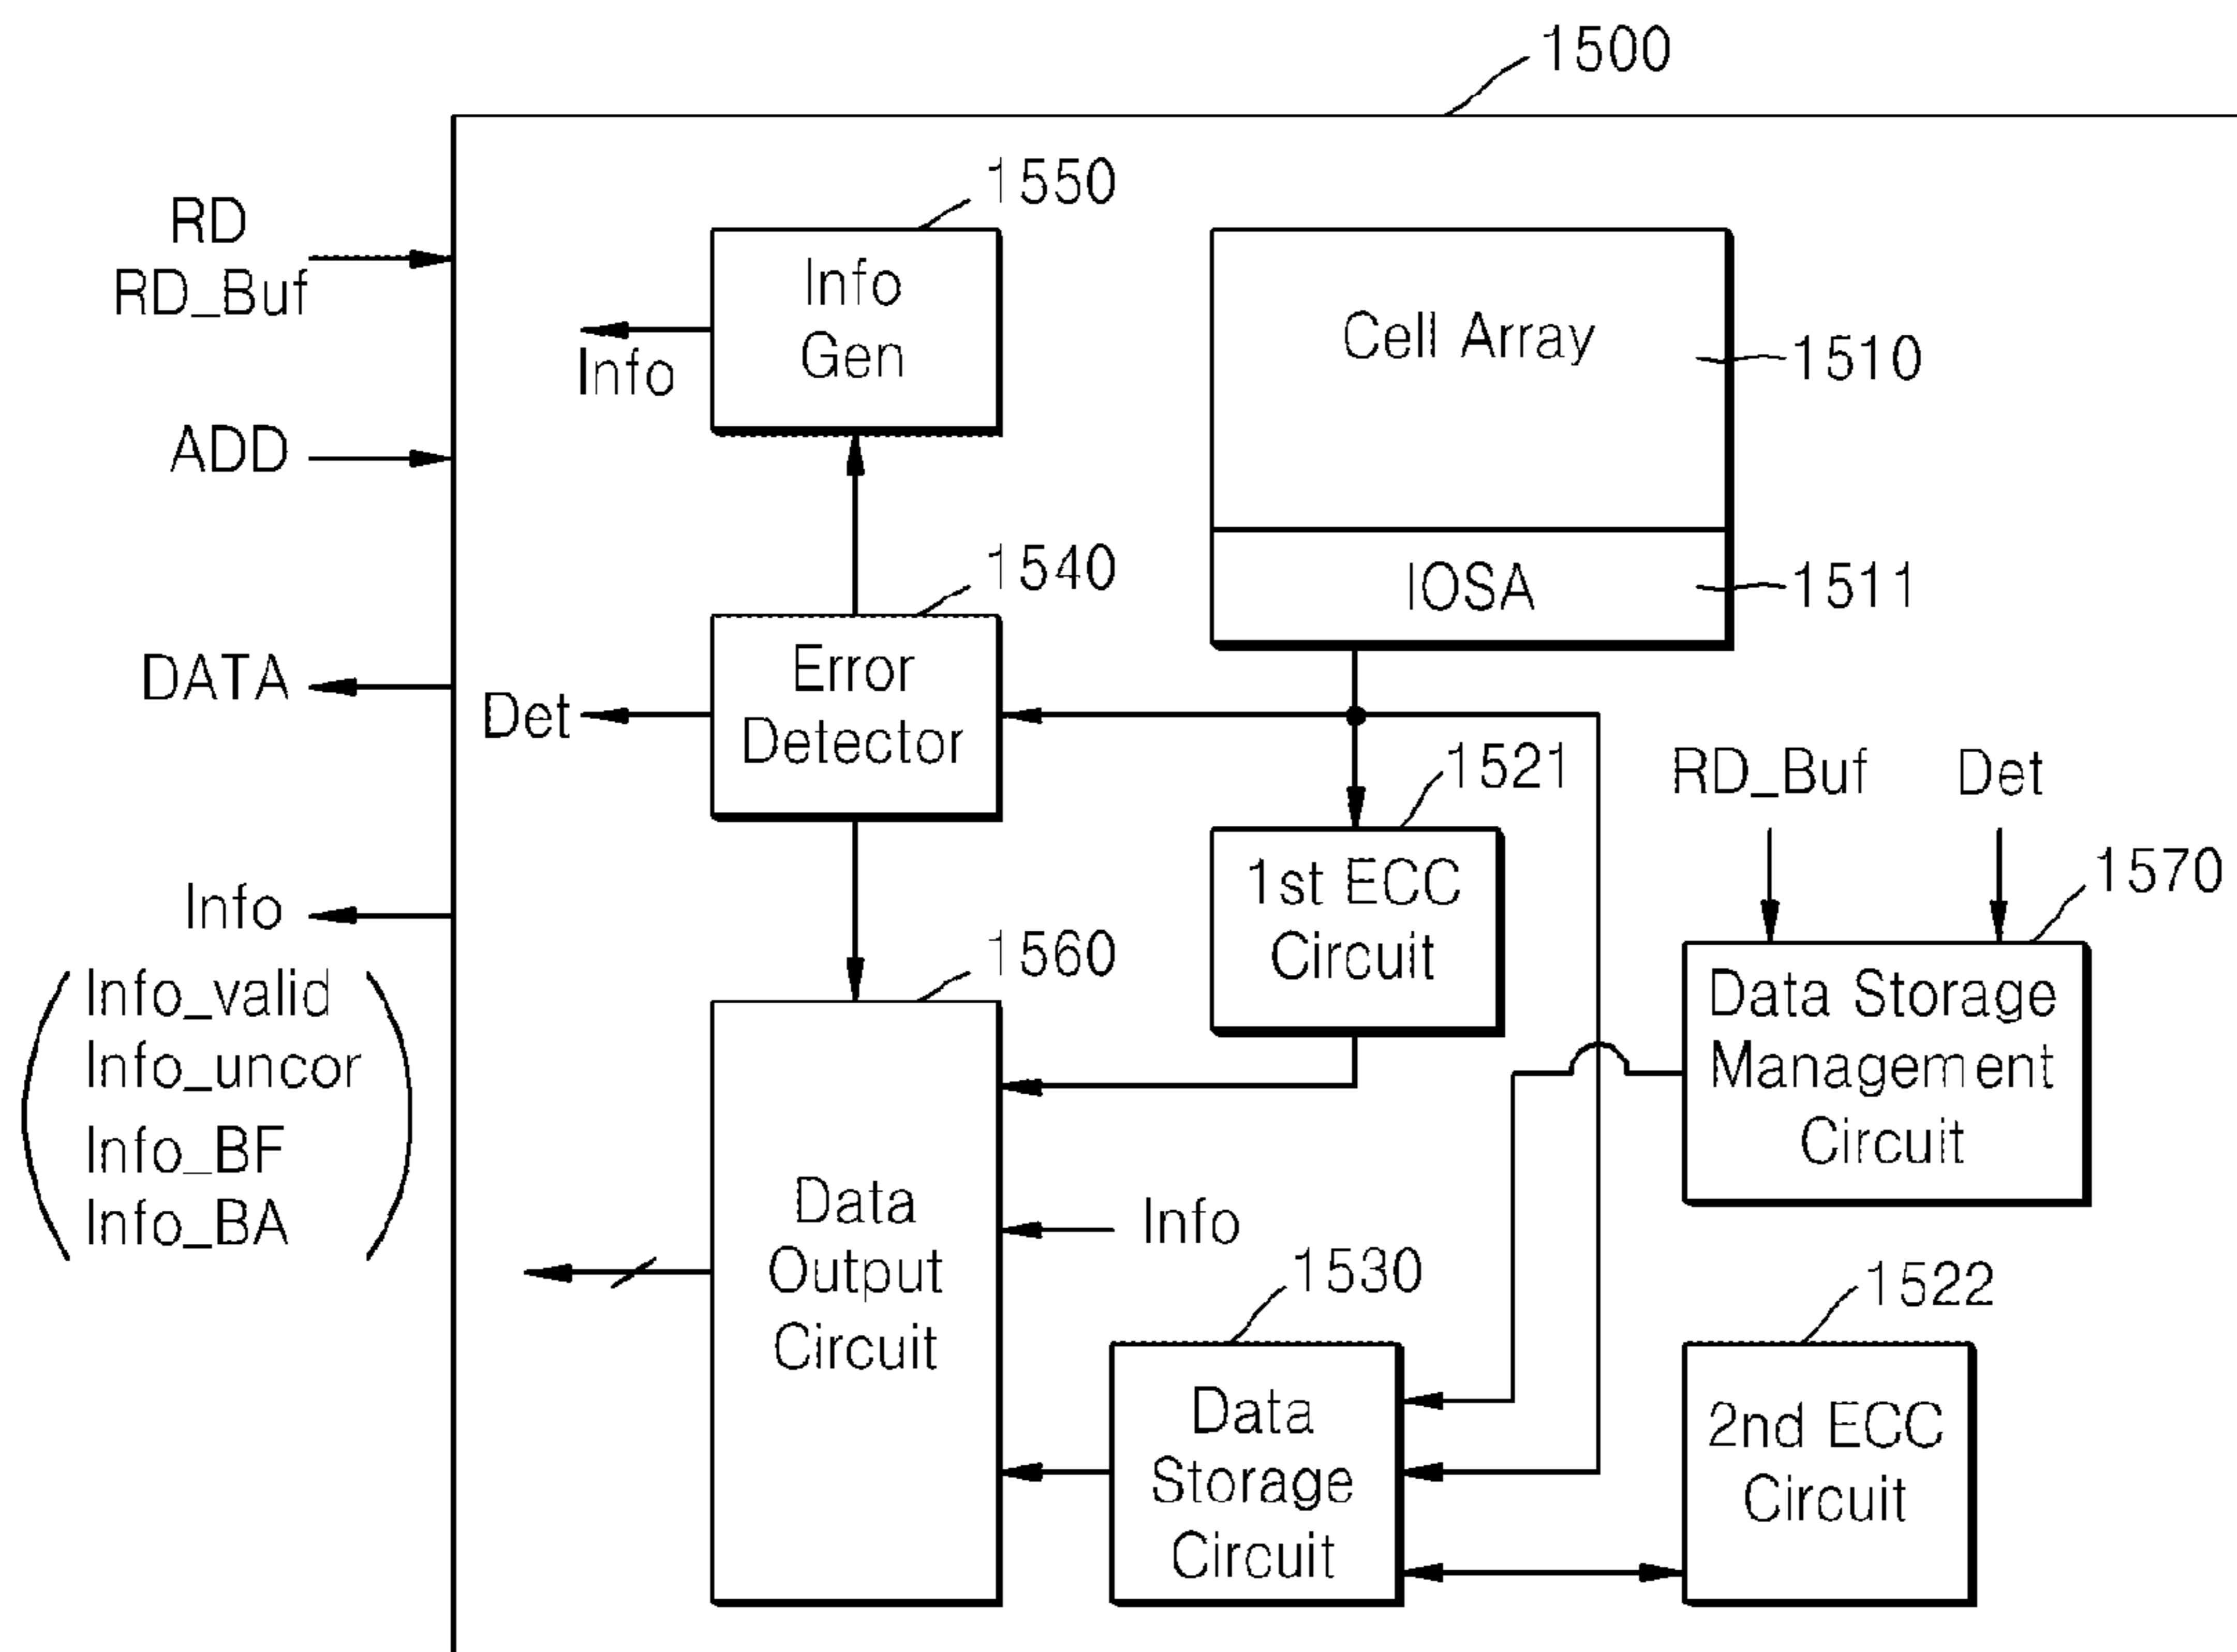 1500
RD
RD_Buf
ADD
DATA
Info
Info_valid
Info_uncor
Info_BF
Info_BA
1550
Info
Gen
Info
Cell Array
1510
IOSA
1511
1540
Error
Detector
Det
1521
1st ECC
Circuit
RD_Buf
Det
1570
Data Storage
Management
Circuit
1560
Data
Output
Circuit
Info
1530
Data
Storage
Circuit
1522
2nd ECC
Circuit